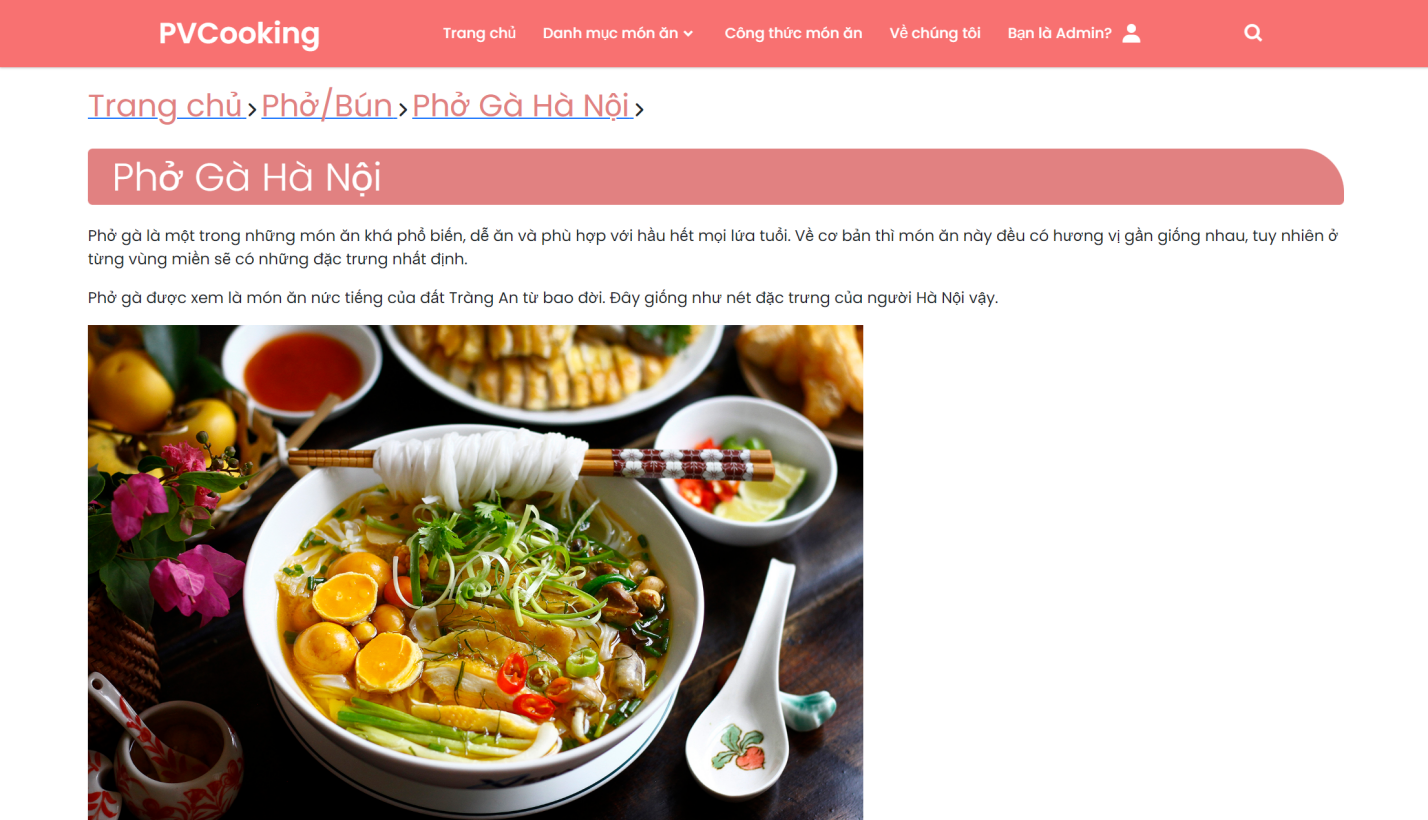 PVCooking
Trang chủ Danh mục món ăn Công thức món ăn Về chúng tôi Bạn là Admin?
Trang chủ Phở/Bún Phở Gà Hà Nội
Phở Gà Hà Nội
Phở gà là một trong những món ăn khá phổ biến, dễ ăn và phù hợp với hầu hết mọi lứa tuổi. Về cơ bản thì món ăn này đều có hương vị gần giống nhau, tuy nhiên ở
từng vùng miền sẽ có những đặc trưng nhất định.
Phở gà được xem là món ăn nức tiếng của đất Tràng An từ bao đời. Đây giống như nét đặc trưng của người Hà Nội vậy.